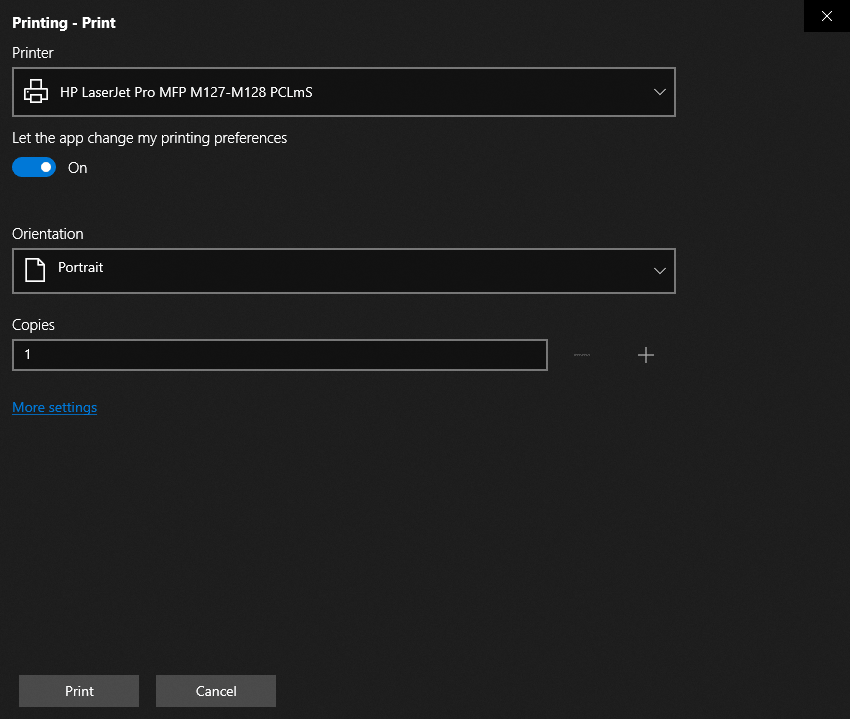 Printing - Print
Printer
HP LaserJet Pro MFP M127-M128 PCLmS
Let the app change my printing preferences
On
Orientation
Portrait
Copies
1
More settings
Print
Cancel